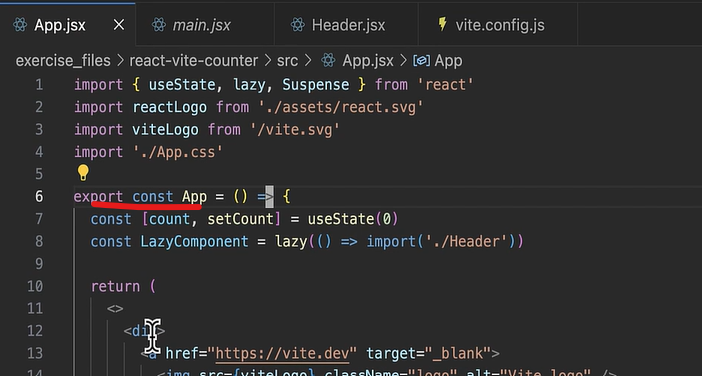 App.jsx main.jsx Header.jsx vite.config.js
exercise_files > react-vite-counter > src > App.jsx > App
1 import { useState, lazy, Suspense } from 'react'
2 import reactLogo from './assets/react.svg'
3 import viteLogo from '/vite.svg'
4 import './App.css'
5
6 export const App = () => {
7 const [count, setCount] = useState(0)
8 const LazyComponent = lazy(() => import('./Header'))
9
10 return (
11 <>
12 <div>
13 <a href="https://vite.dev" target="_blank">
14 <img src={viteLogo} className="logo" alt="Vite logo" />